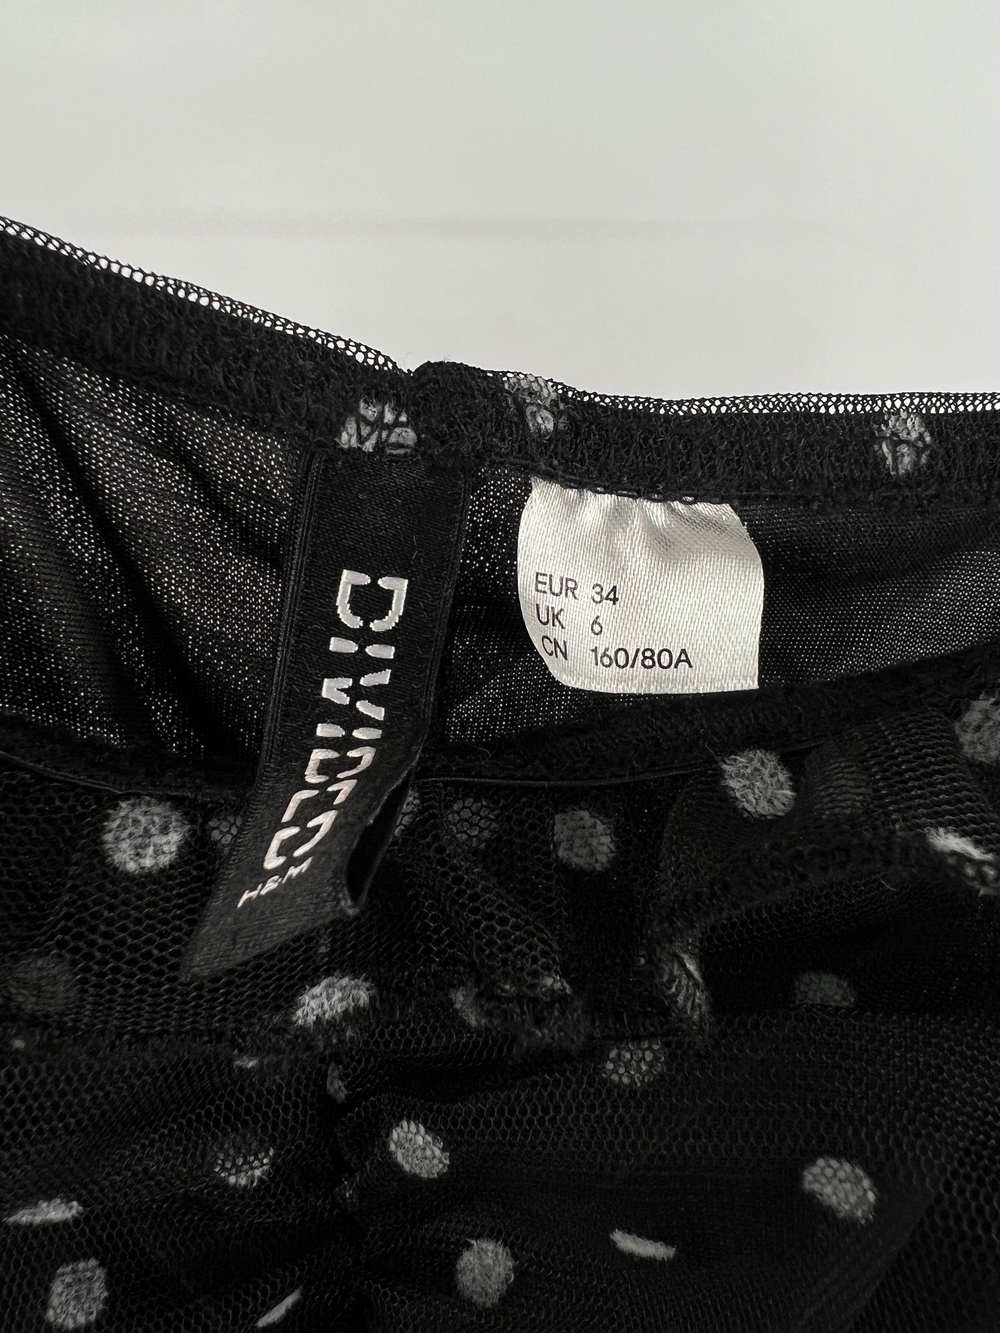 DIVIDED
H&M
EUR 34
UK 6
CN 160/80A